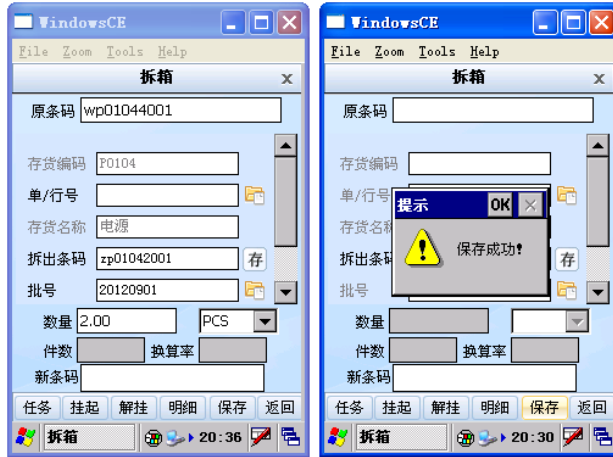 WindowsCE
File Zoom Tools Help
拆箱 x
原条码 wp01044001
存货编码 P0104
单/行号
存货名称 电源
拆出条码 zp01042001 存
批号 20120901
数量 2.00 PCS
件数 换算率
新条码
任务 挂起 解挂 明细 保存 返回
拆箱 20:36
WindowsCE
File Zoom Tools Help
拆箱 x
原条码
存货编码
单/行号
提示 OK ×
存货名
保存成功!
拆出条码 存
批号
数量
件数 换算率
新条码
任务 挂起 解挂 明细 保存 返回
拆箱 20:30